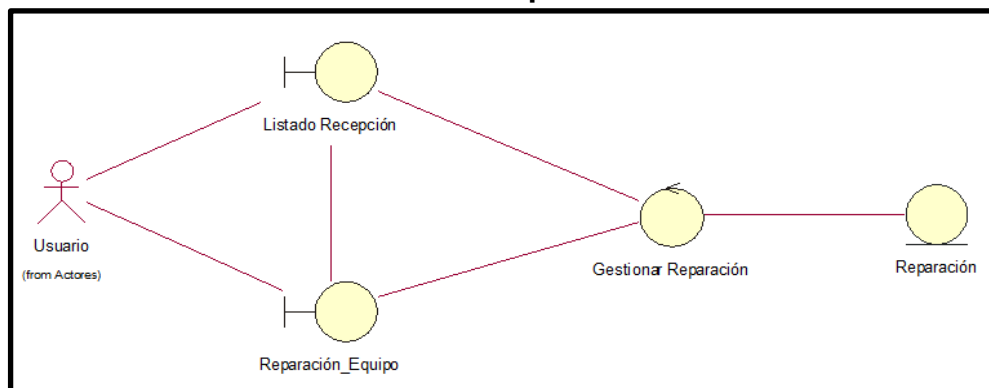 Listado Recepción
Usuario
(from Actores)
Gestionar Reparación
Reparación
Reparación_Equipo